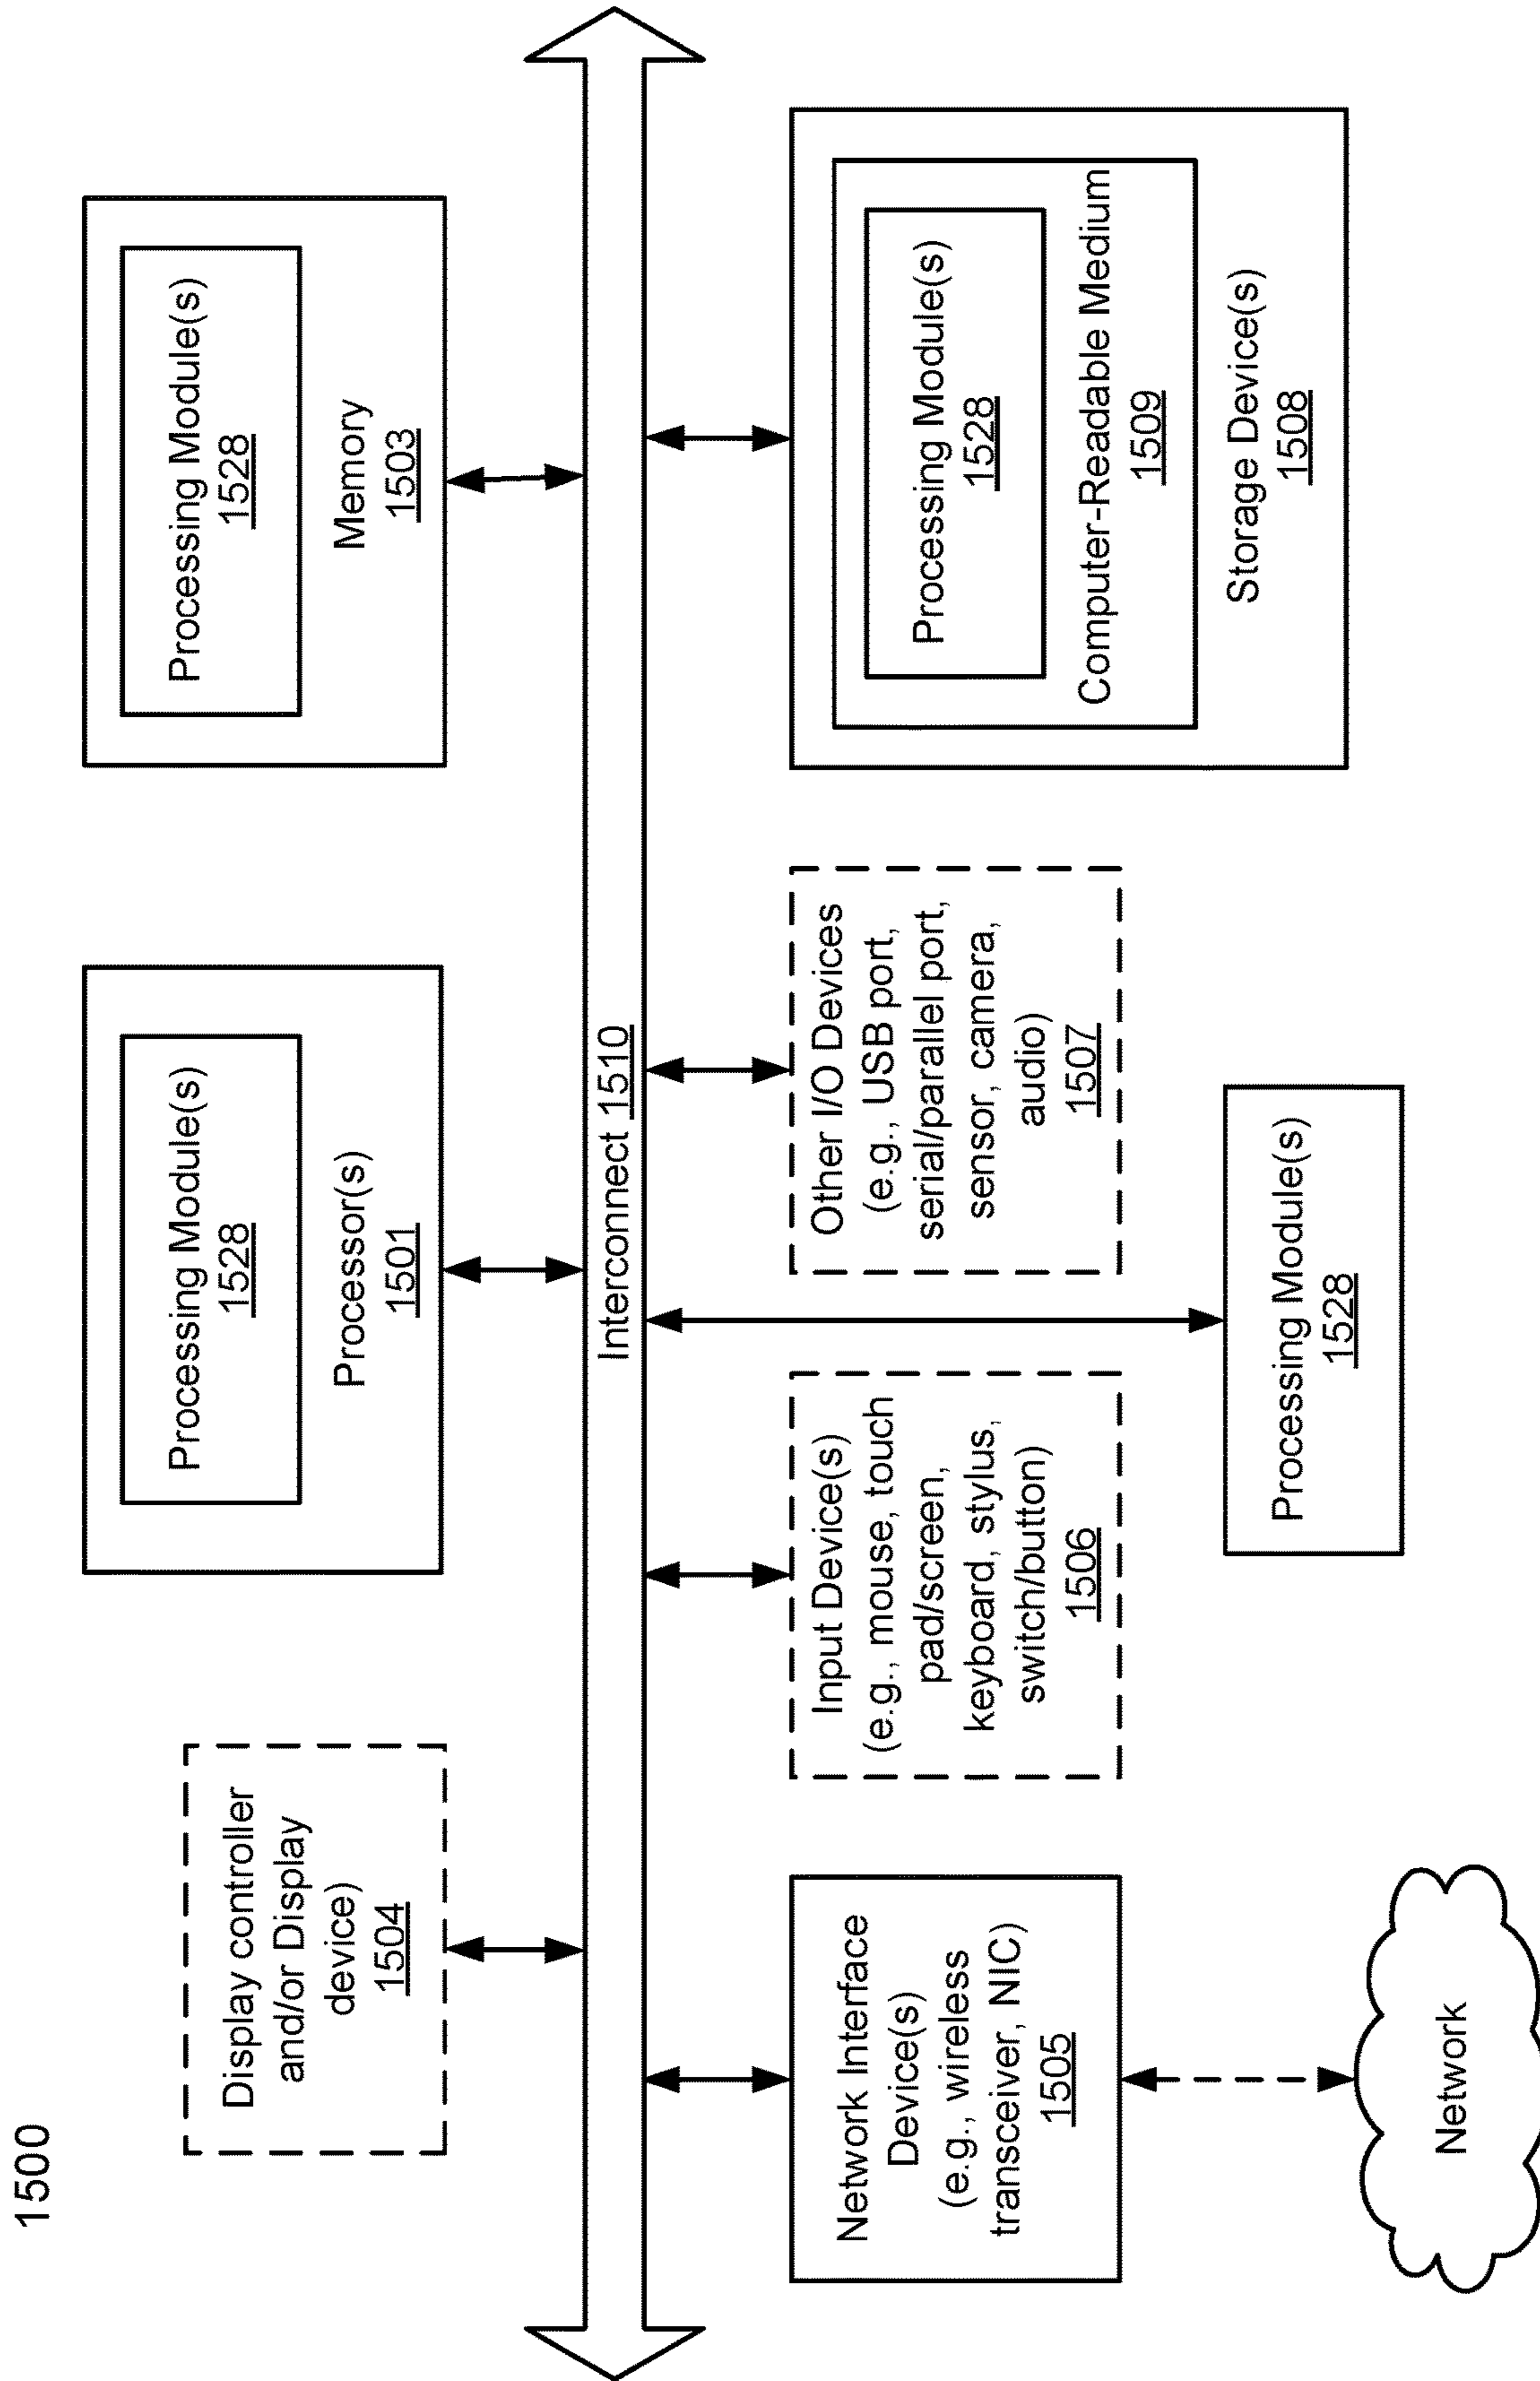 1500
Display controller
and/or Display
device)
1504
Processing Module(s)
1528
Processor(s)
1501
Processing Module(s)
1528
Memory
1503
Interconnect 1510
Network Interface
Device(s)
(e.g., wireless
transceiver, NIC)
1505
Input Device(s)
(e.g., mouse, touch
pad/screen,
keyboard, stylus,
switch/button)
1506
Other I/O Devices
(e.g., USB port,
serial/parallel port,
sensor, camera,
audio)
1507
Processing Module(s)
1528
Computer-Readable Medium
1509
Storage Device(s)
1508
Processing Module(s)
1528
Network